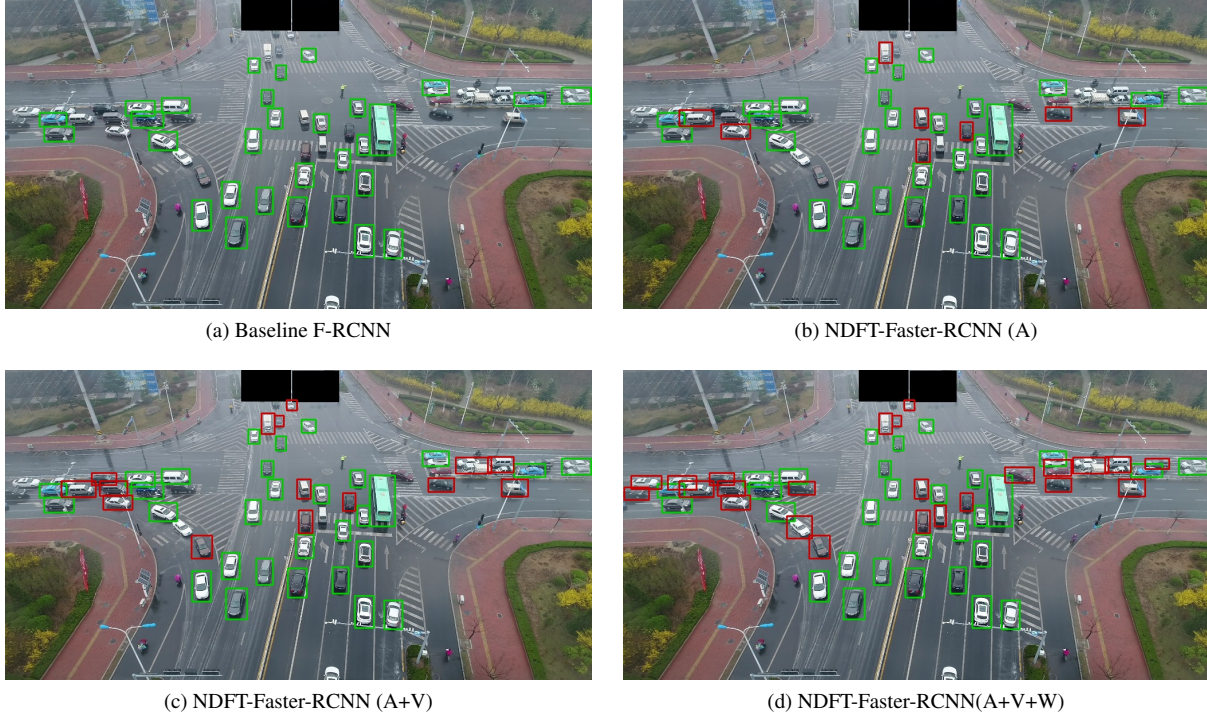 (a) Baseline F-RCNN
(b) NDFT-Faster-RCNN (A)
(c) NDFT-Faster-RCNN (A+V)
(d) NDFT-Faster-RCNN(A+V+W)